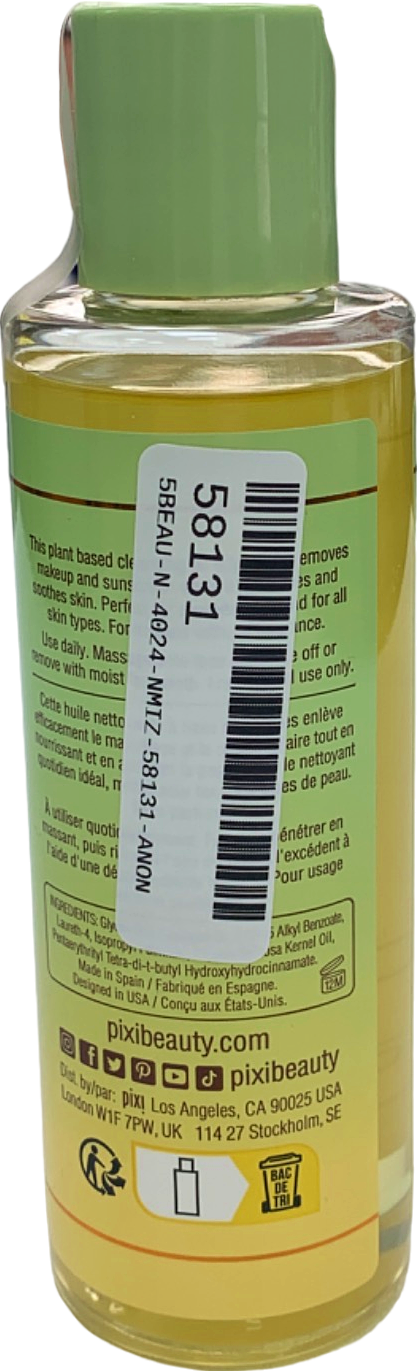 This plant based cle emoves
makeup and suns es and
soothes skin. Perf d for all
skin types. For nce.
Use daily. Mass e off or
remove with moist l use only.
Cette huile netto es enlève
efficacement le ma aire tout en
nourrissant et en a le nettoyant
quotidien idéal, m es de peau.
À utiliser quoti énétrer en
massant, puis ri l'excédent à
l'aide d'une dé Pour usage
INGREDIENTS: Gly Alkyl Benzoate,
Laureth-4, Isopropyl Kernel Oil,
Pentaerythrityl Tetra-di-t-butyl Hydroxyhydrocinnamate.
Made in Spain / Fabriqué en Espagne.
Designed in USA / Conçu aux États-Unis.
12M
pixibeauty.com
pixibeauty
Dist. by/par: pixi Los Angeles, CA 90025 USA
London W1F 7PW, UK 114 27 Stockholm, SE
BAC
DE
TRI
58131
5BEAU-N-4024-NMTZ-58131-ANON